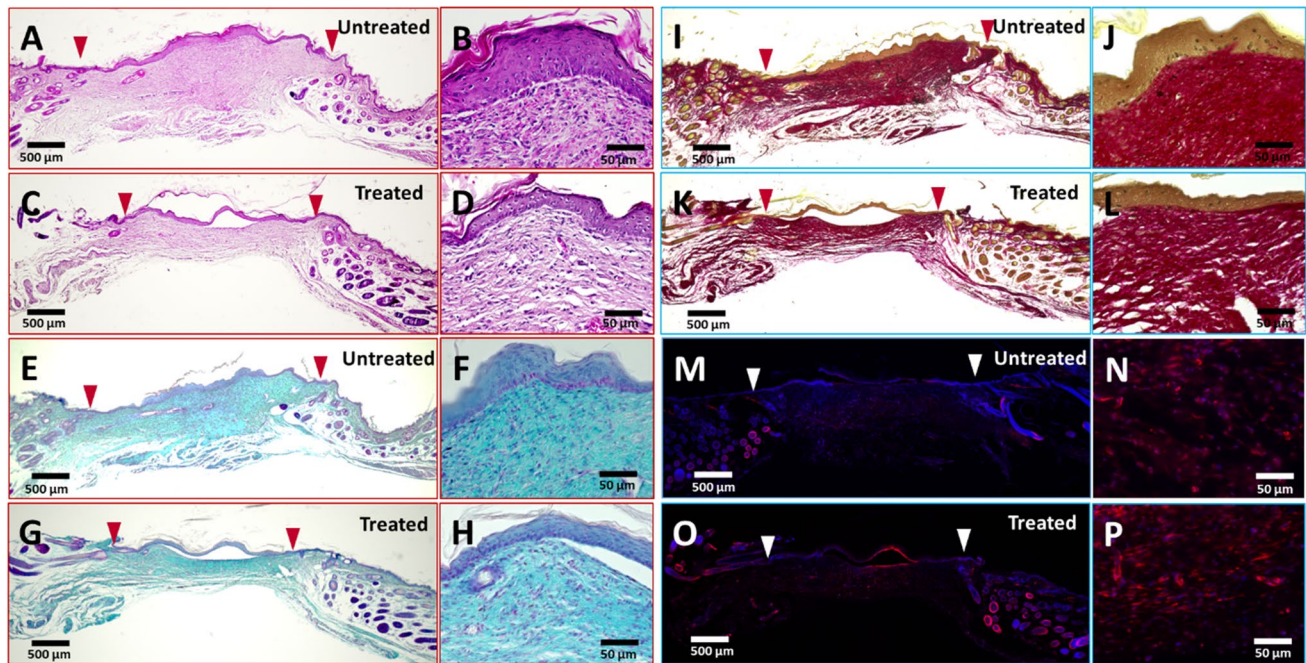 A
Untreated
500 µm
B
50 µm
C
Treated
500 µm
D
50 µm
E
Untreated
500 µm
F
50 µm
G
Treated
500 µm
H
50 µm
I
Untreated
500 µm
J
50 µm
K
Treated
500 µm
L
50 µm
M
Untreated
500 µm
N
50 µm
O
Treated
500 µm
P
50 µm